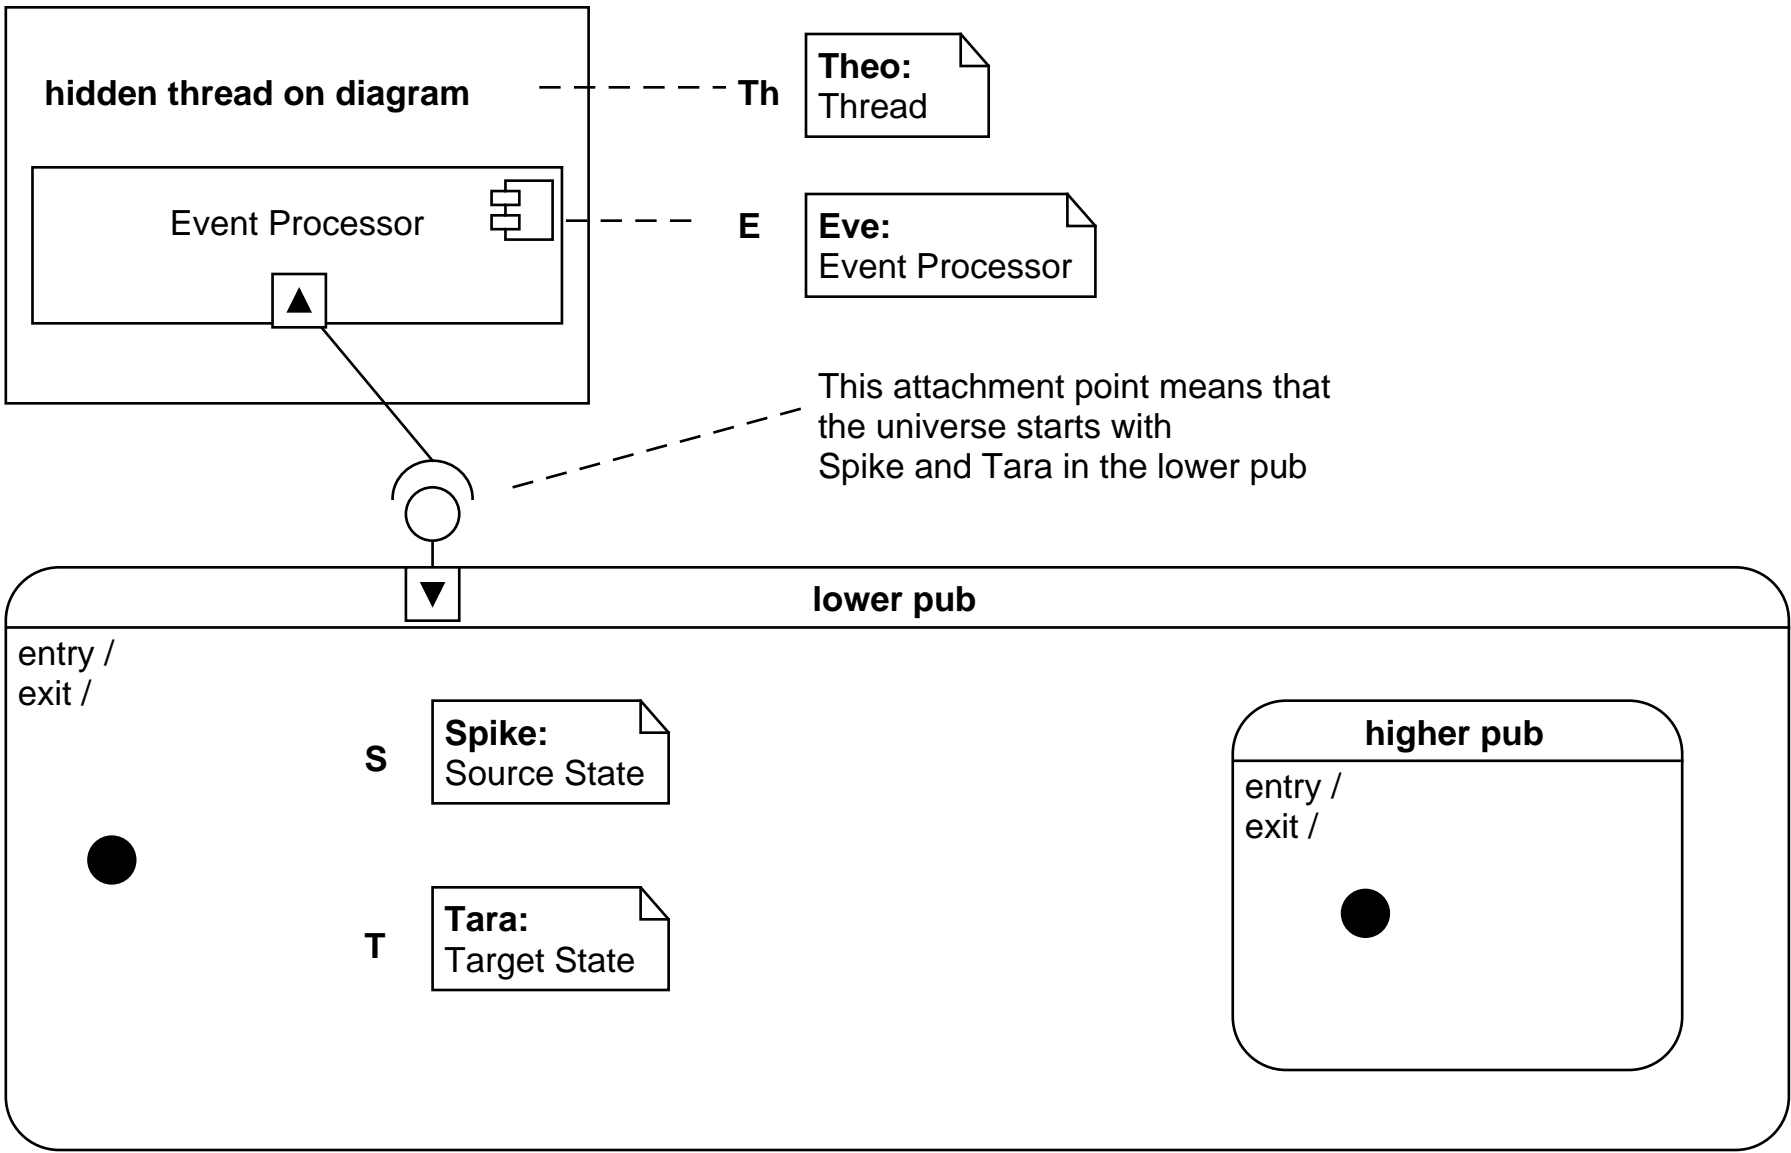 hidden thread on diagram
Th
Theo:
Thread
Event Processor
E
Eve:
Event Processor
This attachment point means that
the universe starts with
Spike and Tara in the lower pub
lower pub
entry /
exit /
S
Spike:
Source State
T
Tara:
Target State
higher pub
entry /
exit /